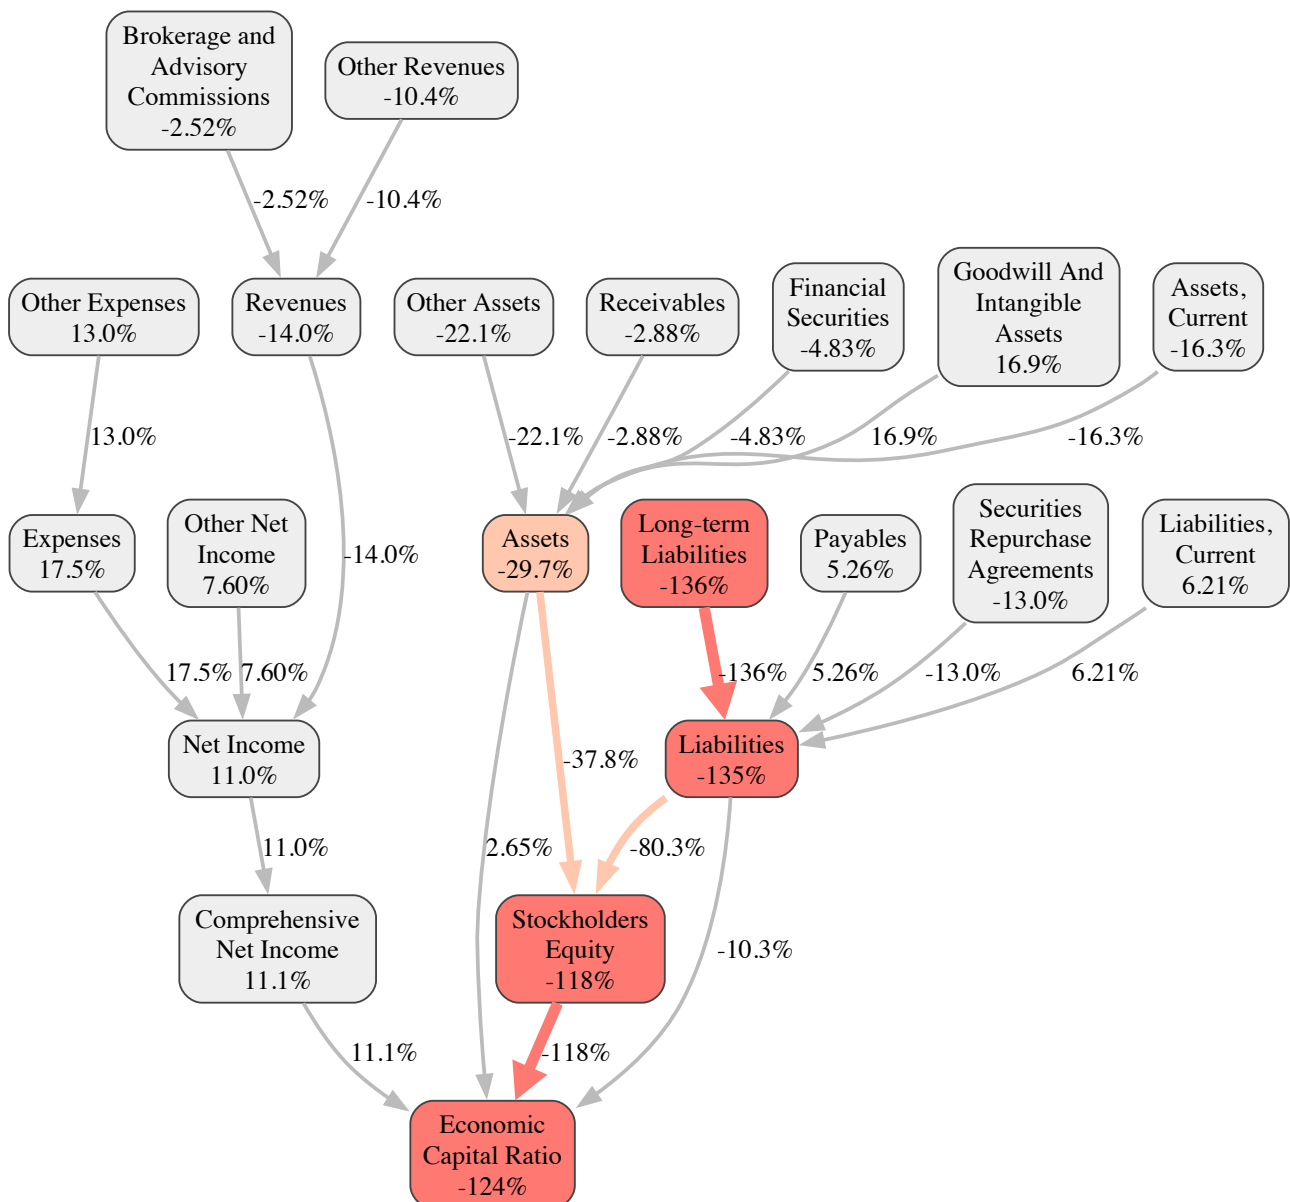 Brokerage and
Advisory
Commissions
-2.52%
Other Revenues
-10.4%
-2.52%
-10.4%
Other Expenses
13.0%
Revenues
-14.0%
Other Assets
-22.1%
Receivables
-2.88%
Financial
Securities
-4.83%
Goodwill And
Intangible
Assets
16.9%
Assets,
Current
-16.3%
13.0%
-22.1%
-2.88%
-4.83%
16.9%
-16.3%
Expenses
17.5%
Other Net
Income
7.60%
-14.0%
Assets
-29.7%
Long-term
Liabilities
-136%
Payables
5.26%
Securities
Repurchase
Agreements
-13.0%
Liabilities,
Current
6.21%
17.5%
7.60%
-136%
5.26%
-13.0%
6.21%
Net Income
11.0%
-37.8%
Liabilities
-135%
11.0%
2.65%
-80.3%
Comprehensive
Net Income
11.1%
Stockholders
Equity
-118%
-10.3%
11.1%
-118%
Economic
Capital Ratio
-124%